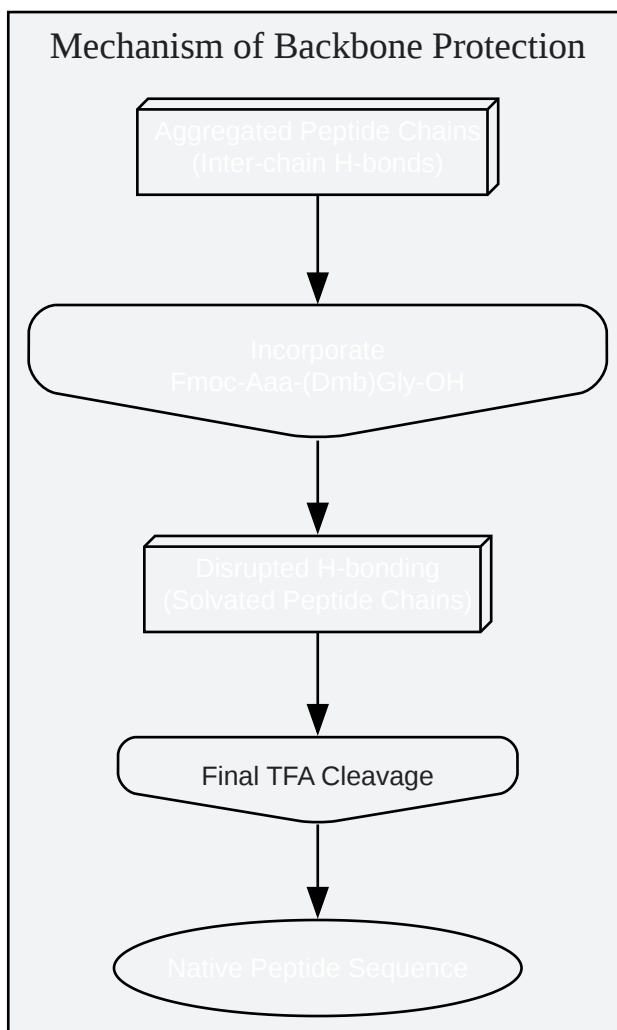 Mechanism of Backbone Protection
Aggregated Peptide Chains
(Inter-chain H-bonds)
Incorporate
Fmoc-Aaa-(Dmb)Gly-OH
Disrupted H-bonding
(Solvated Peptide Chains)
Final TFA Cleavage
Native Peptide Sequence